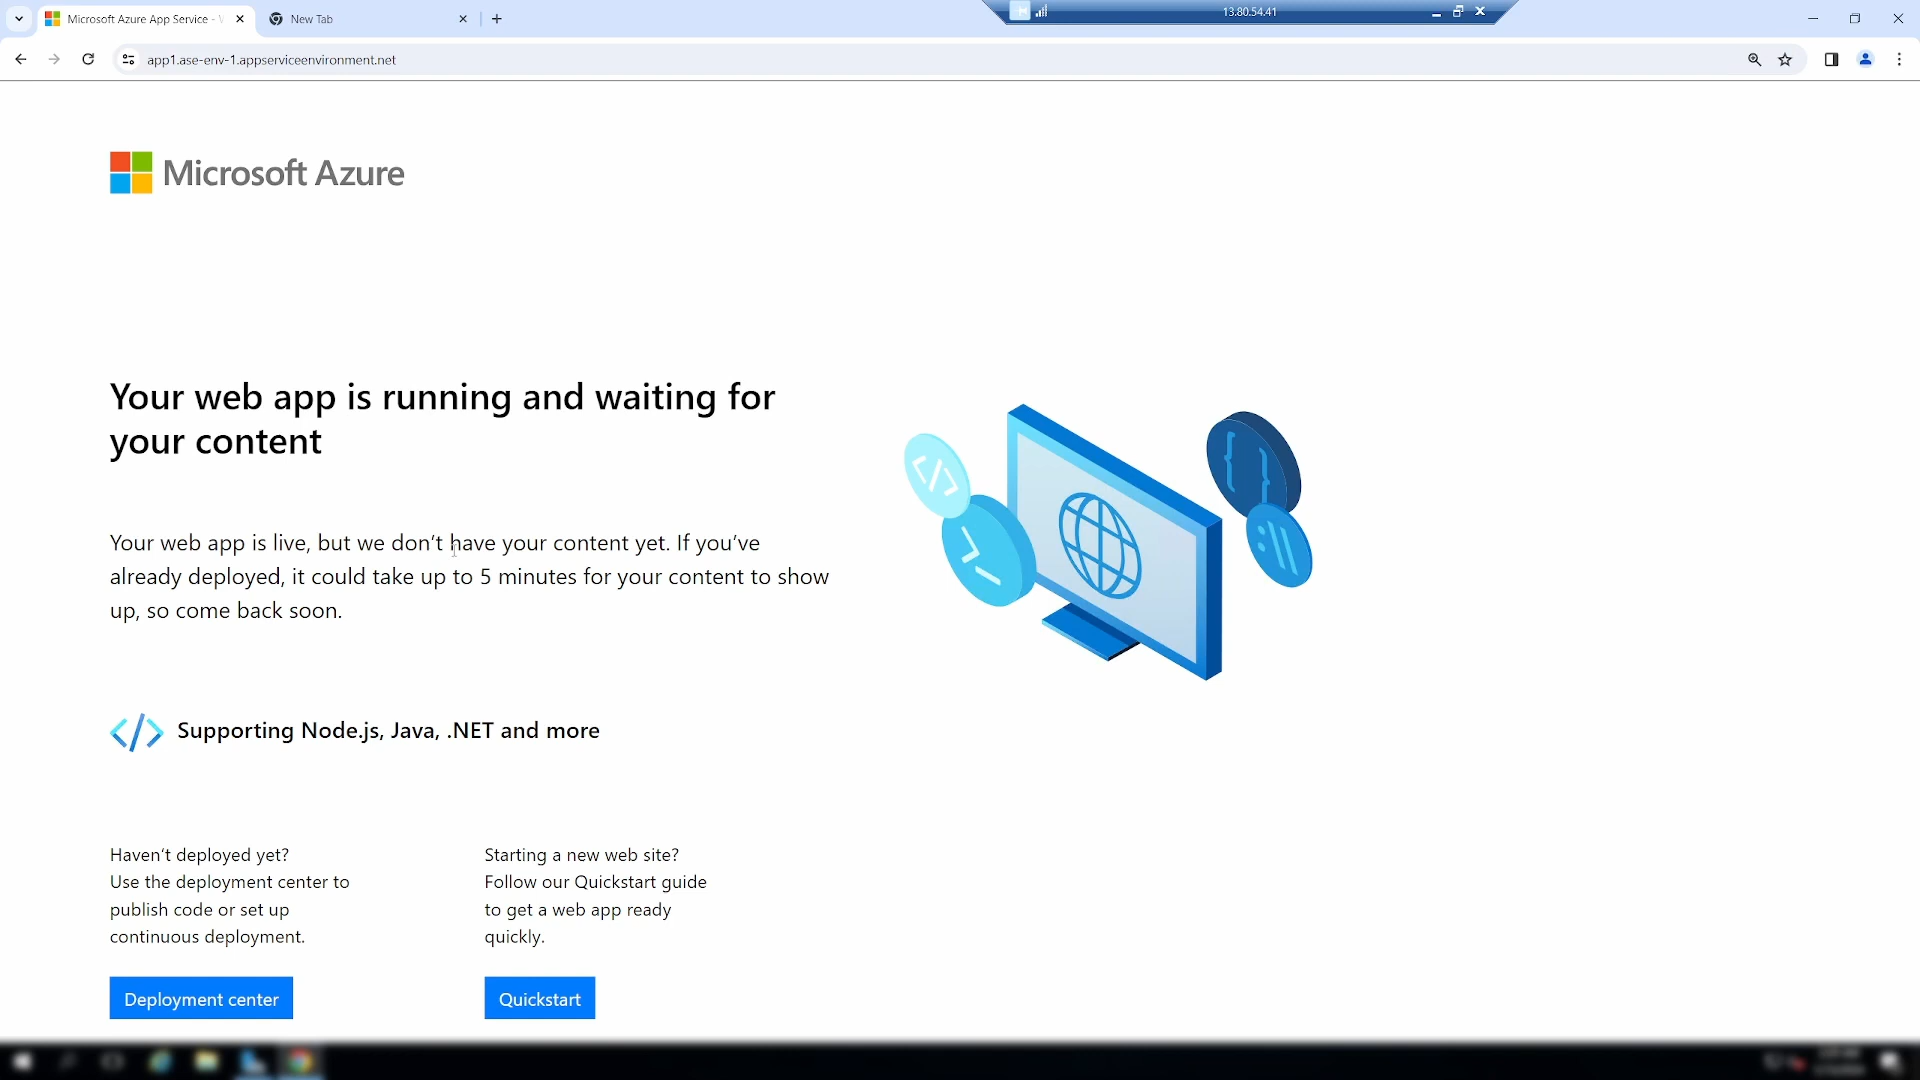 Microsoft Azure App Service -
New Tab
13.80.54.41
app1.ase-env-1.appserviceenvironment.net
Microsoft Azure
Your web app is running and waiting for
your content
Your web app is live, but we don't have your content yet. If you've
already deployed, it could take up to 5 minutes for your content to show
up, so come back soon.
</> Supporting Node.js, Java, .NET and more
Haven't deployed yet?
Use the deployment center to
publish code or set up
continuous deployment.
Deployment center
Starting a new web site?
Follow our Quickstart guide
to get a web app ready
quickly.
Quickstart